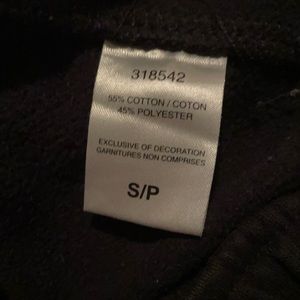 318542
55% COTTON / COTON
45% POLYESTER
EXCLUSIVE OF DECORATION
GARNITURES NON COMPRISES
S/P